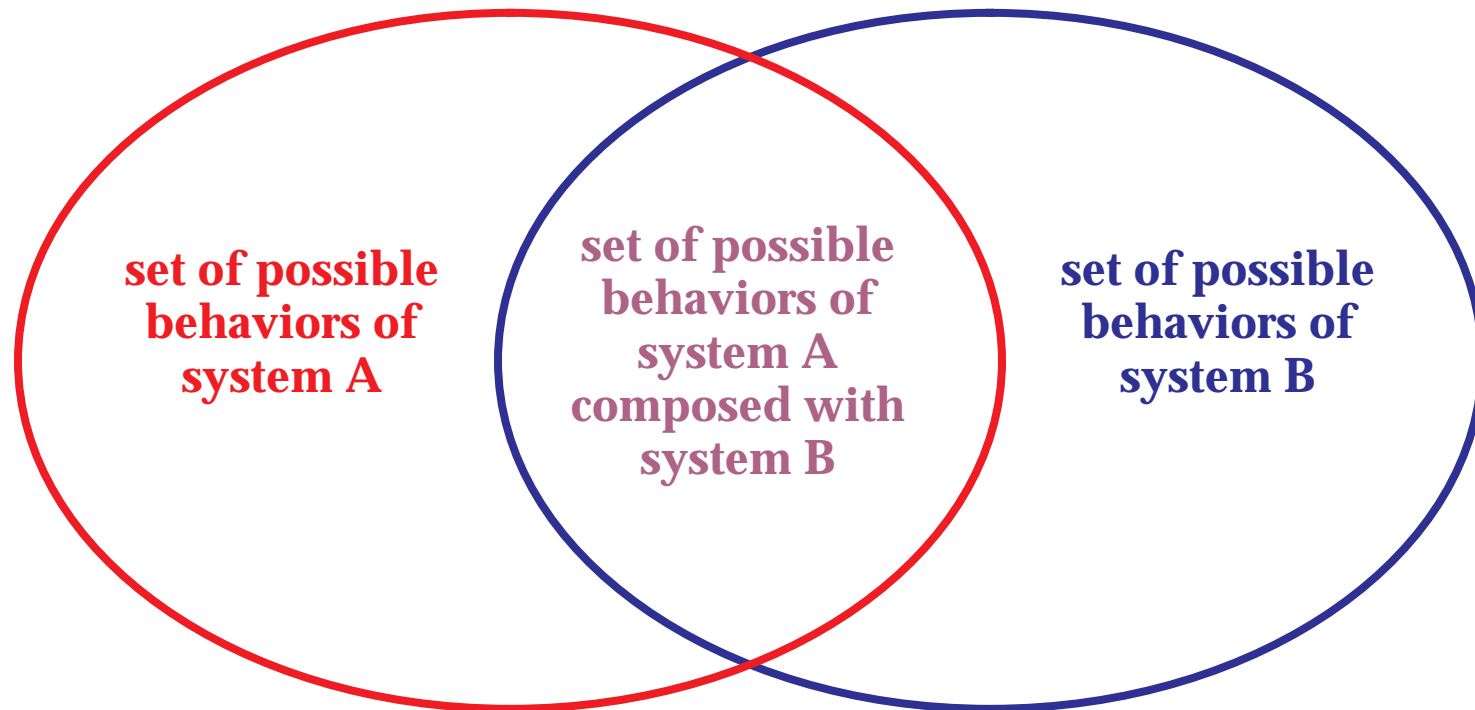 set of possible
behaviors of
system A
set of possible
behaviors of
system A
composed with
system B
set of possible
behaviors of
system B